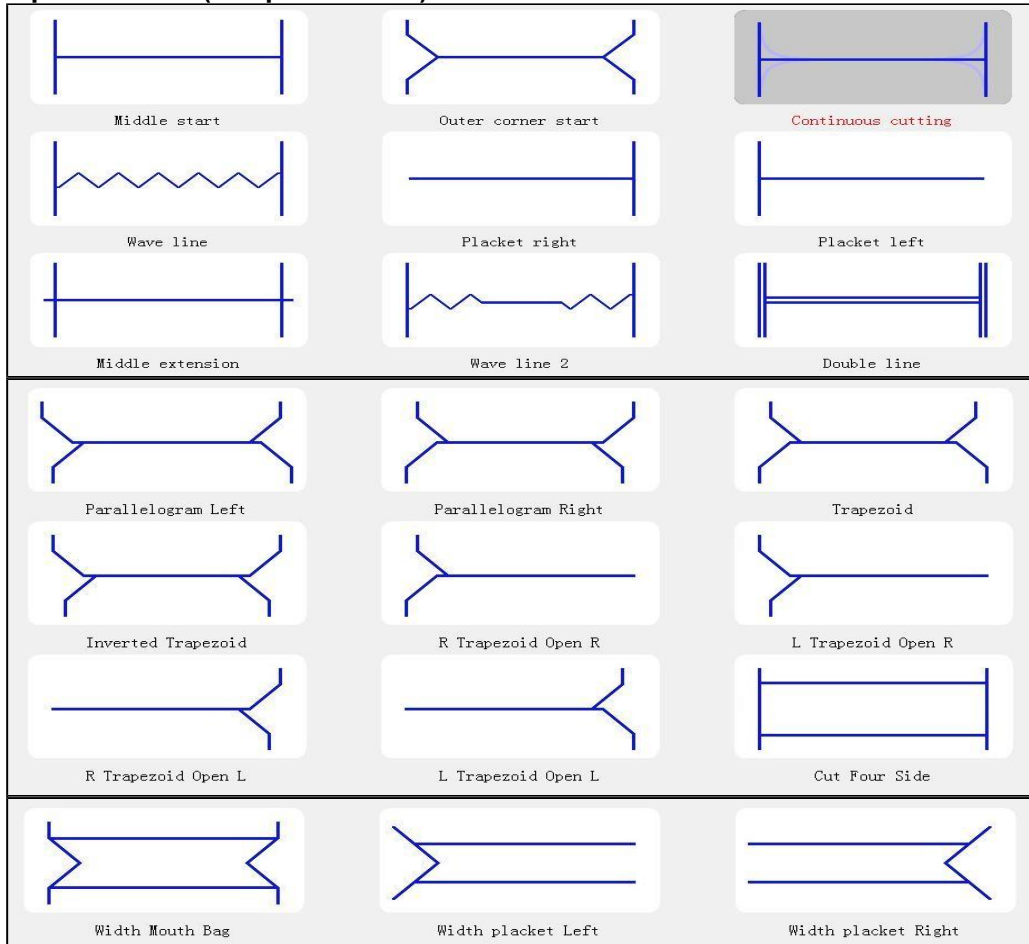 Middle start
Outer corner start
Continuous cutting
Wave line
Placket right
Placket left
Middle extension
Wave line 2
Double line
Parallelogram Left
Parallelogram Right
Trapezoid
Inverted Trapezoid
R Trapezoid Open R
L Trapezoid Open R
R Trapezoid Open L
L Trapezoid Open L
Cut Four Side
Width Mouth Bag
Width placket Left
Width placket Right